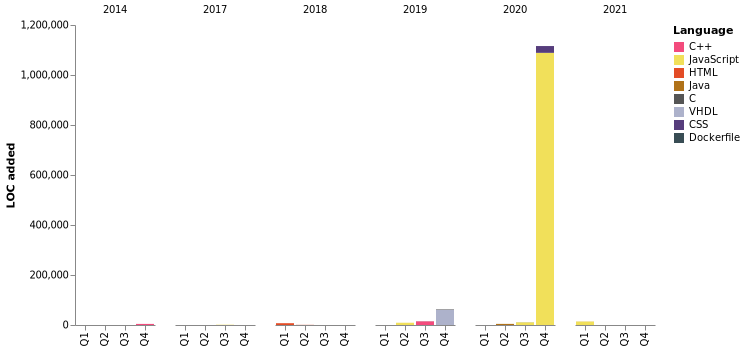 2014 2017 2018 2019 2020 2021
1,200,000
1,000,000
800,000
600,000
400,000
200,000
0
LOC added
Q1 Q2 Q3 Q4 Q1 Q2 Q3 Q4 Q1 Q2 Q3 Q4 Q1 Q2 Q3 Q4 Q1 Q2 Q3 Q4 Q1 Q2 Q3 Q4
Language
C++
JavaScript
HTML
Java
C
VHDL
CSS
Dockerfile